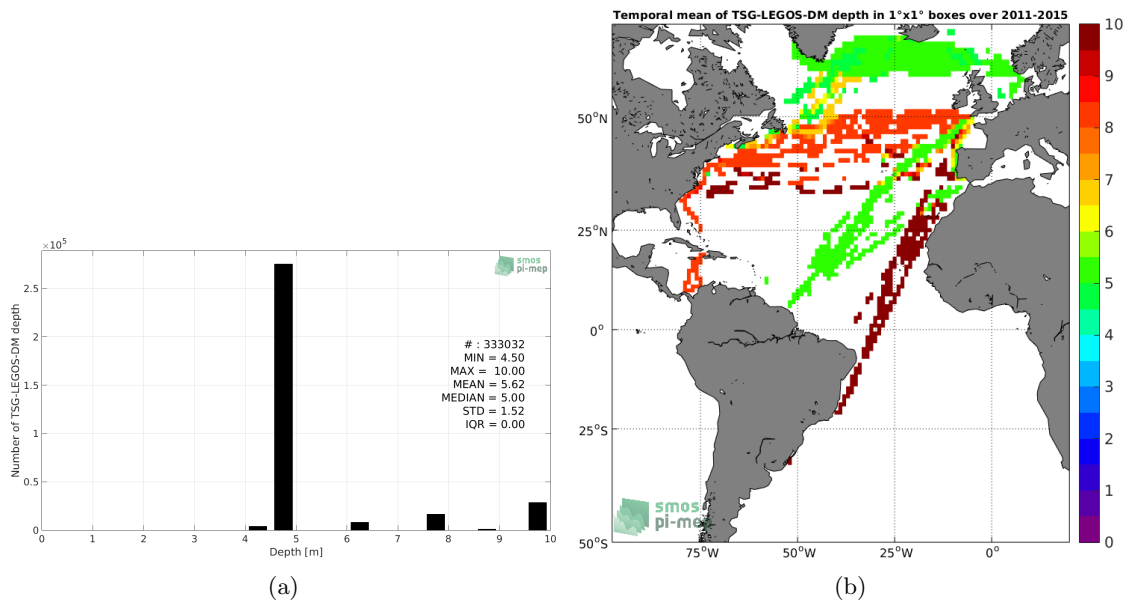 Temporal mean of TSG-LEGOS-DM depth in 1°x1° boxes over 2011-2015
×10^5
2.5
2
1.5
1
0.5
0
Number of TSG-LEGOS-DM depth
smos
pi-mep
# : 333032
MIN = 4.50
MAX = 10.00
MEAN = 5.62
MEDIAN = 5.00
STD = 1.52
IQR = 0.00
0 1 2 3 4 5 6 7 8 9 10
Depth [m]
(a)
50°N
25°N
0°
25°S
50°S
75°W 50°W 25°W 0°
smos
pi-mep
10
9
8
7
6
5
4
3
2
1
0
(b)